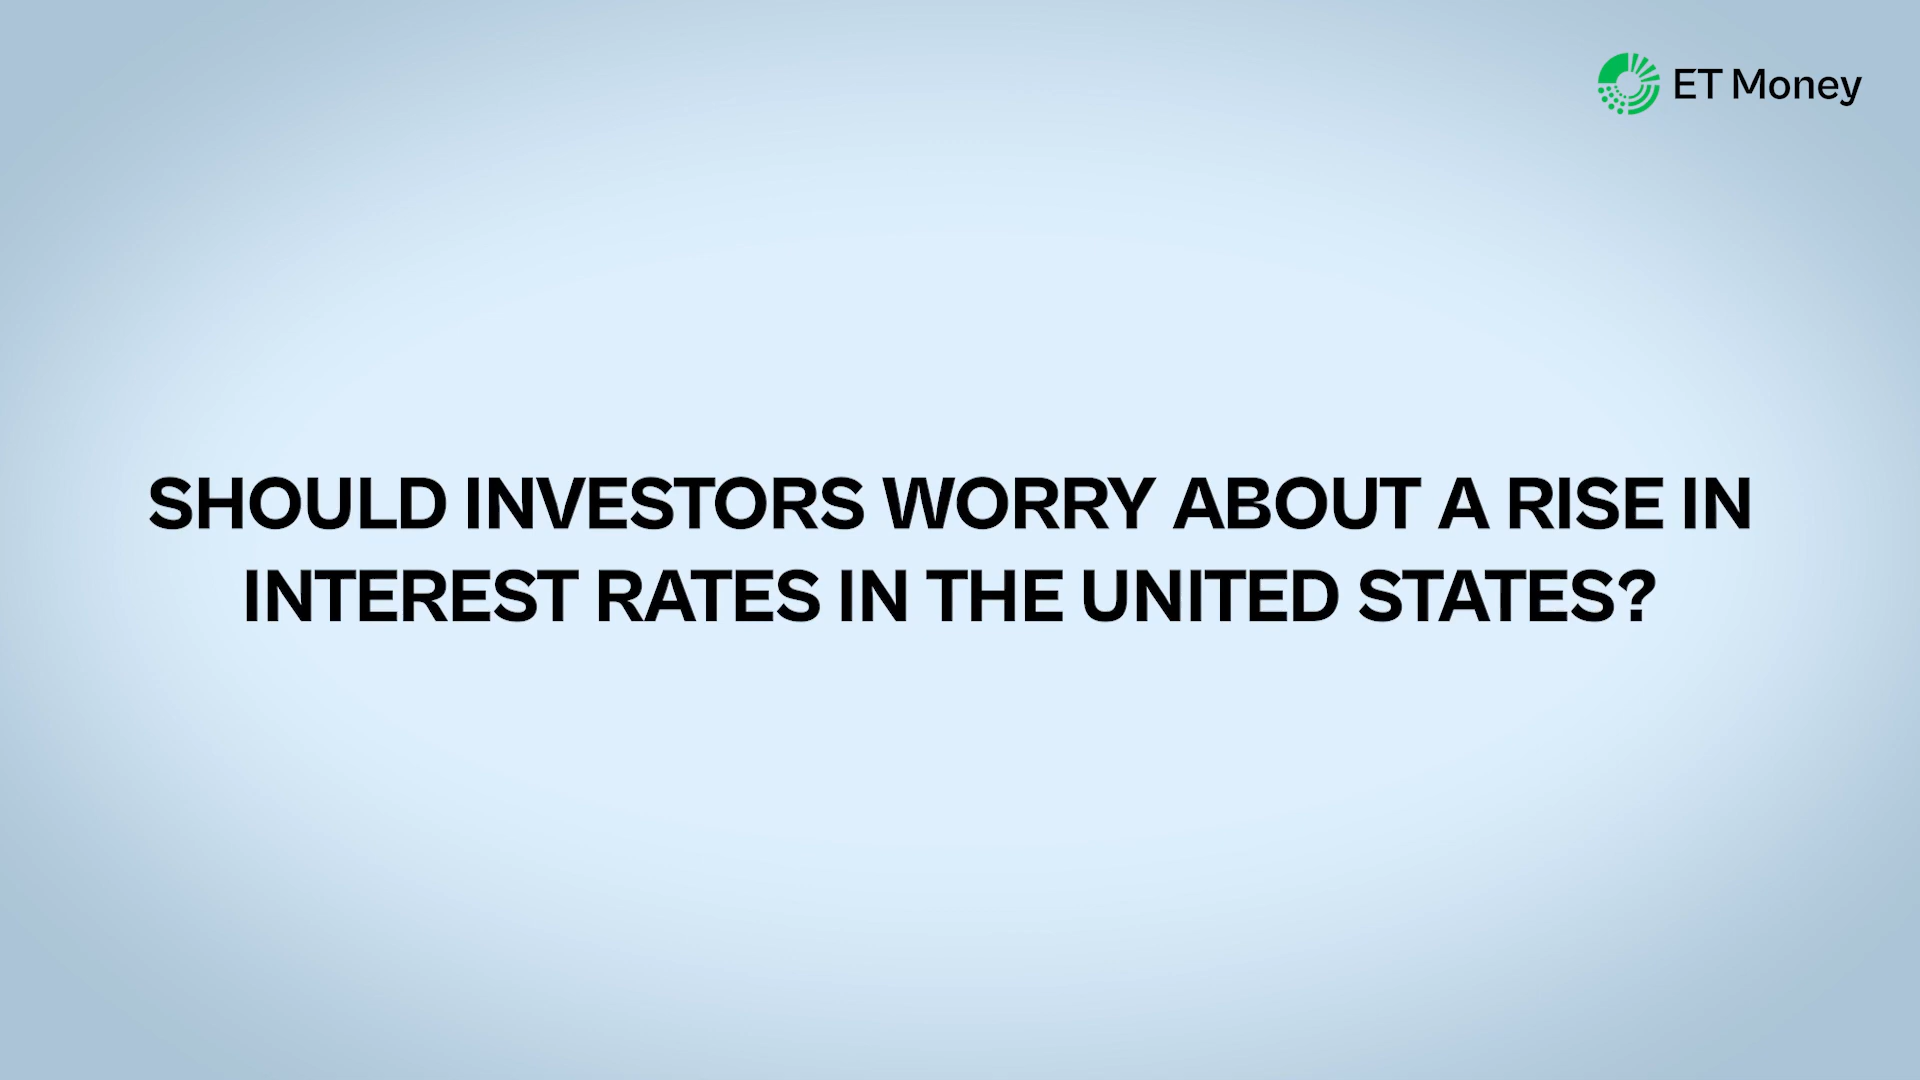 ET Money
SHOULD INVESTORS WORRY ABOUT A RISE IN
INTEREST RATES IN THE UNITED STATES?